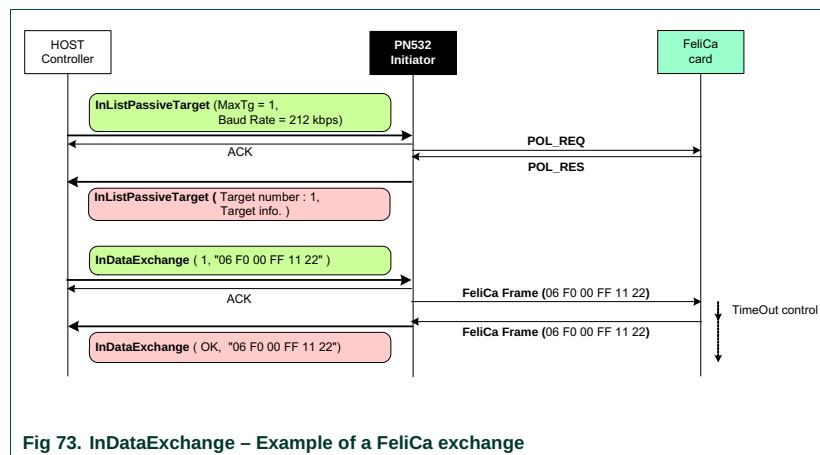 HOST
Controller
PN532
Initiator
FeliCa
card
InListPassiveTarget (MaxTg = 1,
Baud Rate = 212 kbps)
ACK
POL_REQ
POL_RES
InListPassiveTarget ( Target number : 1,
Target info. )
InDataExchange ( 1, "06 F0 00 FF 11 22" )
ACK
FeliCa Frame (06 F0 00 FF 11 22)
TimeOut control
FeliCa Frame (06 F0 00 FF 11 22)
InDataExchange ( OK, "06 F0 00 FF 11 22")
Fig 73. InDataExchange – Example of a FeliCa exchange